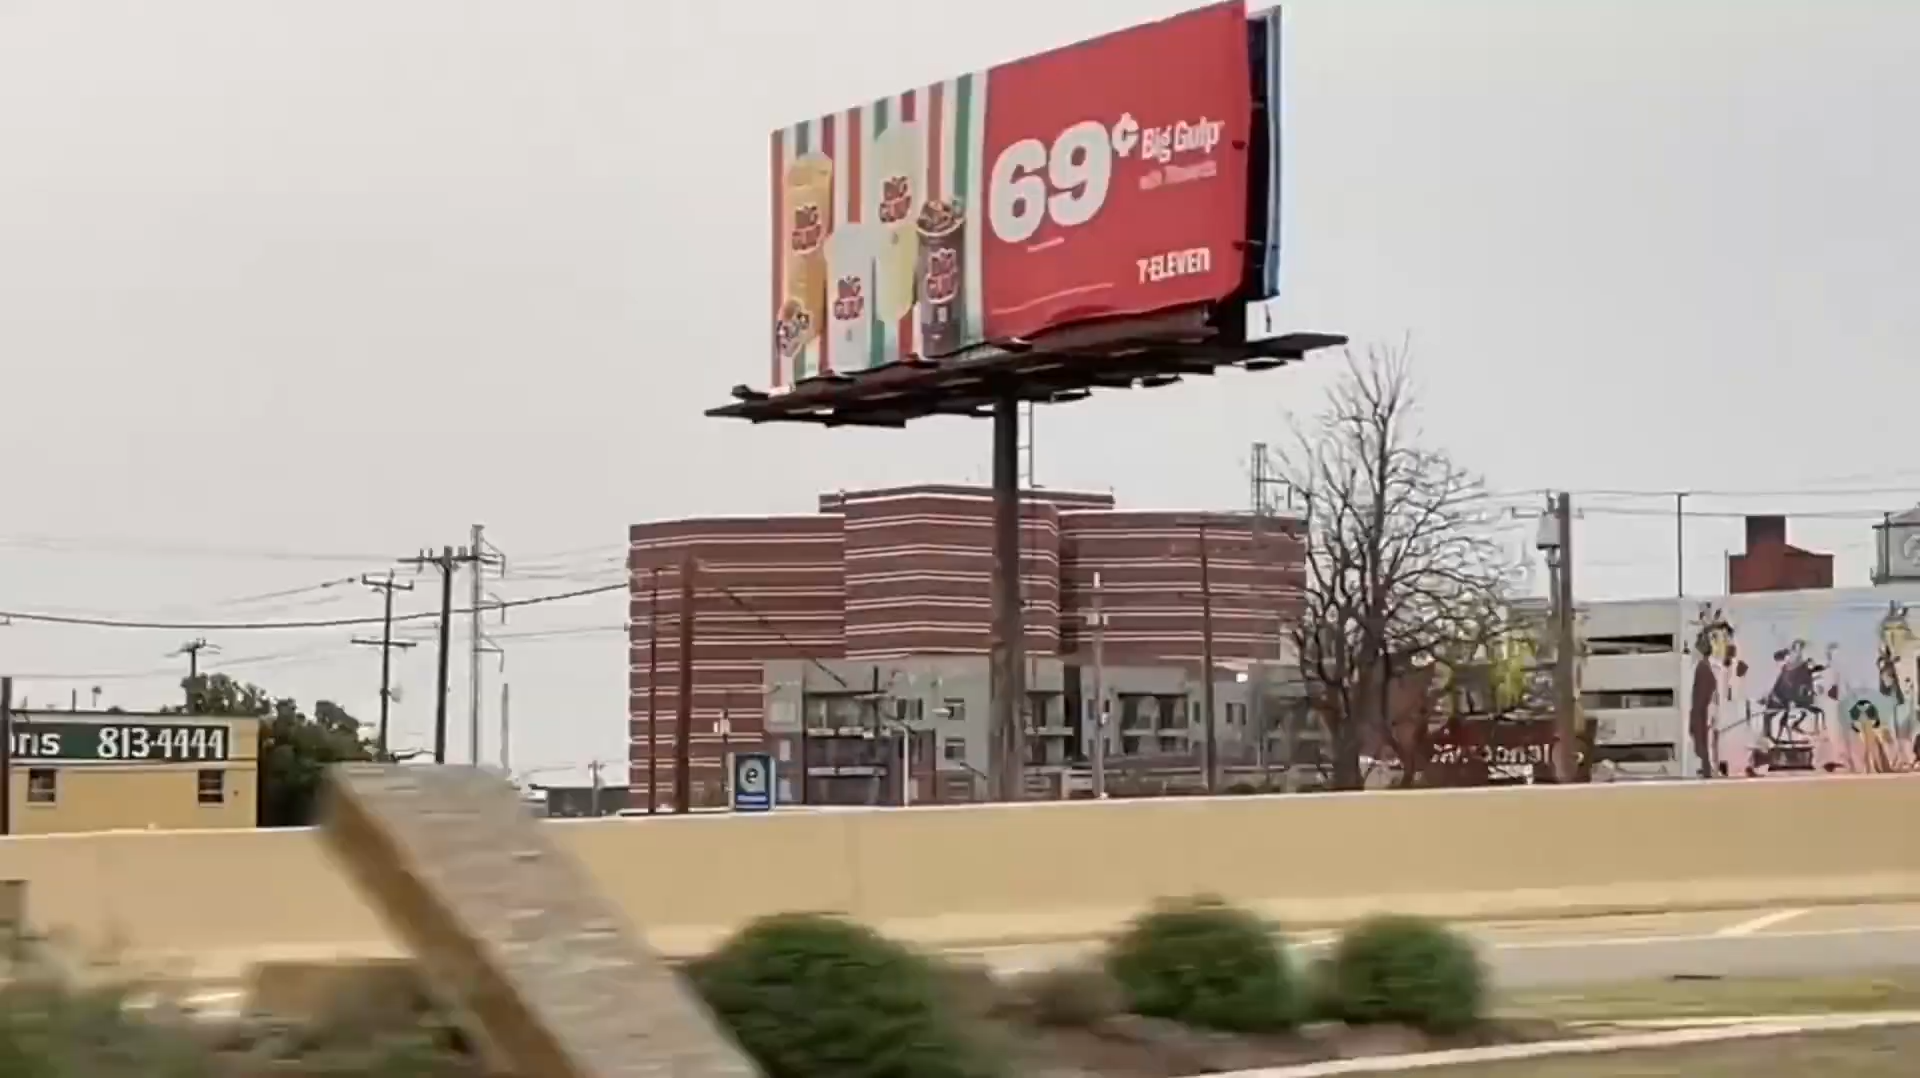 69¢ Big Gulp
with 7Rewards
7-ELEVEN
BIG
GULP
BIG
GULP
BIG
GULP
BIG
GULP
813-4444
e